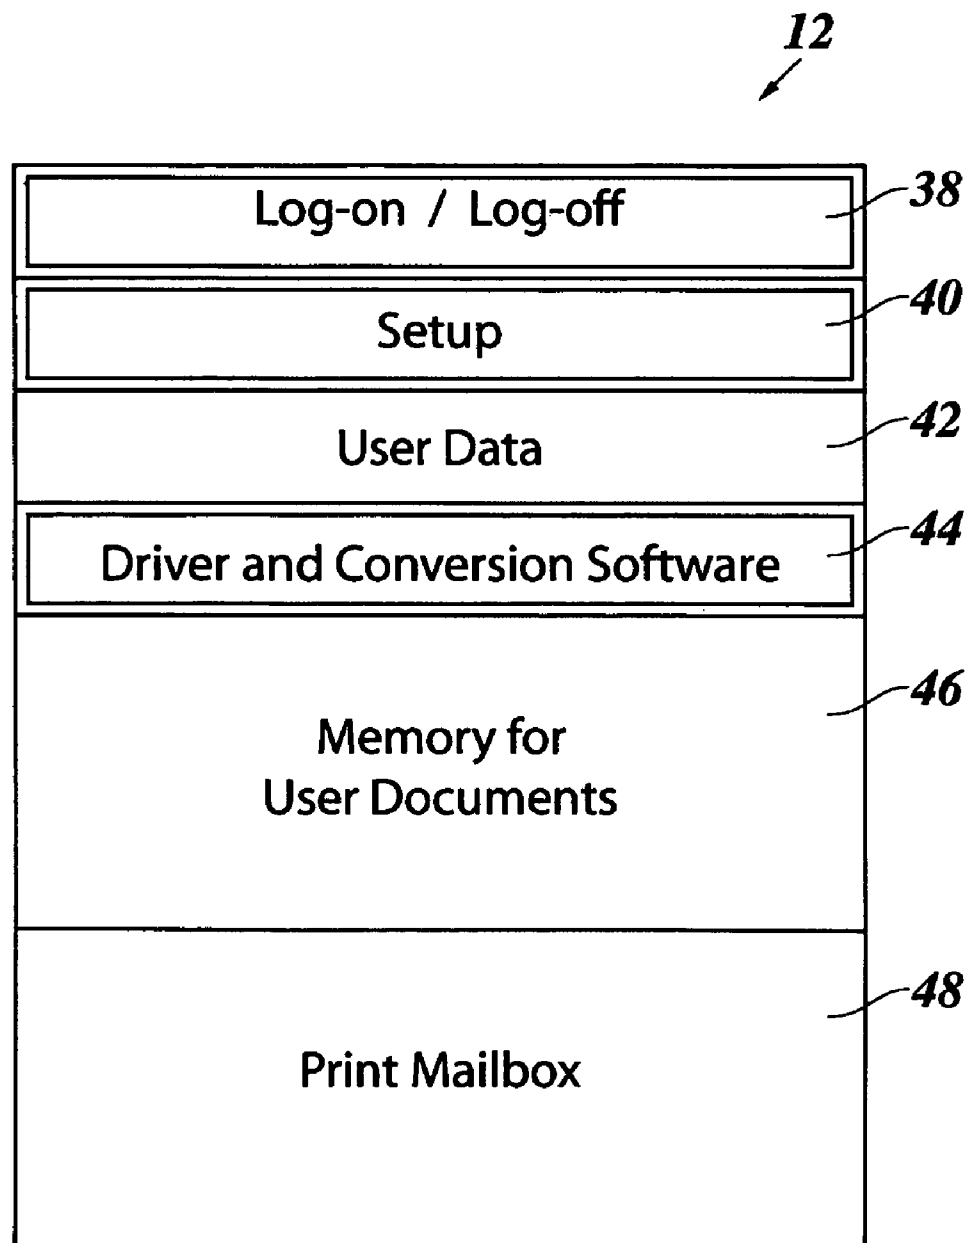 12
Log-on / Log-off
38
Setup
40
User Data
42
Driver and Conversion Software
44
Memory for
User Documents
46
Print Mailbox
48